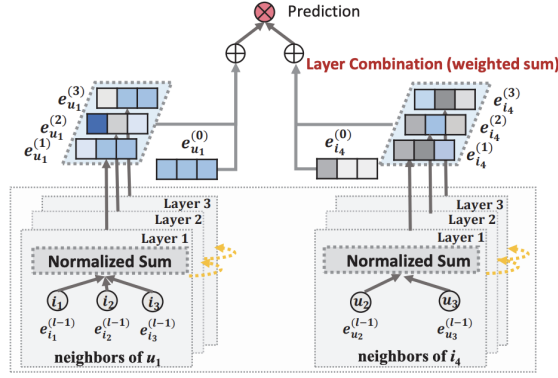 Prediction
Layer Combination (weighted sum)
e_{u_1}^{(3)}
e_{u_1}^{(2)}
e_{u_1}^{(1)}
e_{u_1}^{(0)}
e_{i_4}^{(0)}
e_{i_4}^{(3)}
e_{i_4}^{(2)}
e_{i_4}^{(1)}
Layer 3
Layer 2
Layer 1
Normalized Sum
i_1 i_2 i_3
e_{i_1}^{(l-1)} e_{i_2}^{(l-1)} e_{i_3}^{(l-1)}
neighbors of u_1
Layer 3
Layer 2
Layer 1
Normalized Sum
u_2 u_3
e_{u_2}^{(l-1)} e_{u_3}^{(l-1)}
neighbors of i_4